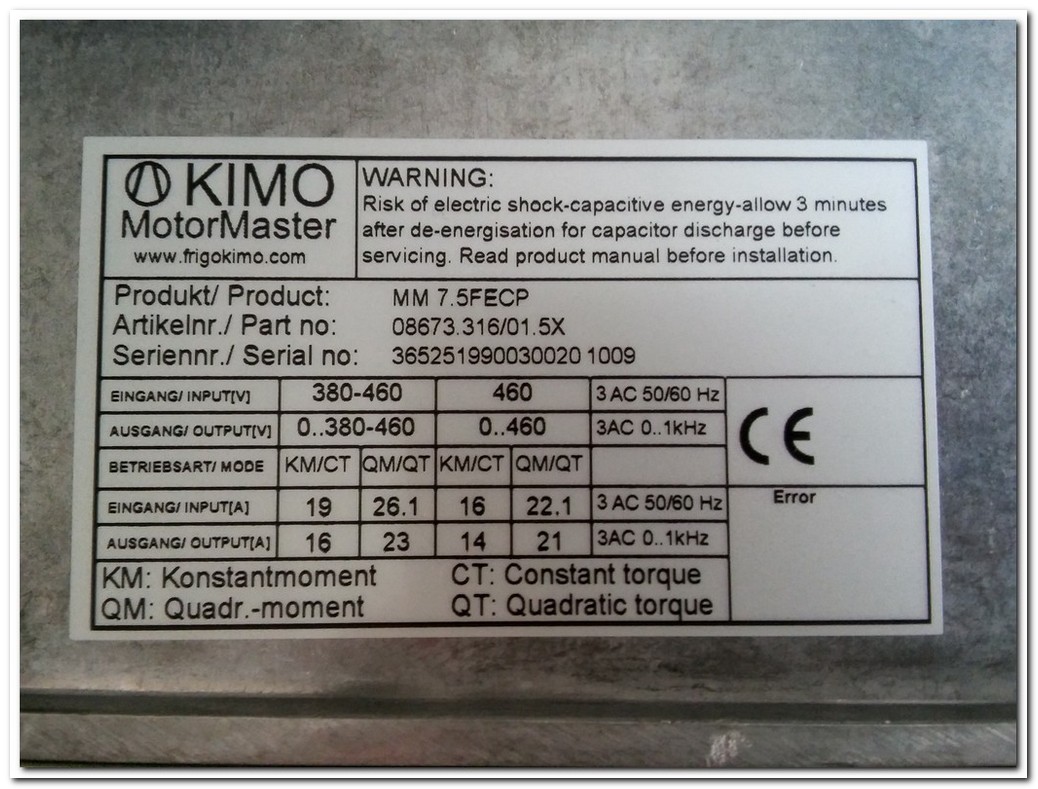 KIMO
MotorMaster
www.frigokimo.com
WARNING:
Risk of electric shock-capacitive energy-allow 3 minutes
after de-energisation for capacitor discharge before
servicing. Read product manual before installation.
Produkt/ Product: MM 7.5FECP
Artikelnr./ Part no: 08673.316/01.5X
Seriennr./ Serial no: 365251990030020 1009
EINGANG/ INPUT[V] 380-460 460 3 AC 50/60 Hz
AUSGANG/ OUTPUT[V] 0..380-460 0..460 3AC 0..1kHz
BETRIEBSART/ MODE KM/CT QM/QT KM/CT QM/QT
EINGANG/ INPUT[A] 19 26.1 16 22.1 3 AC 50/60 Hz
AUSGANG/ OUTPUT[A] 16 23 14 21 3AC 0..1kHz
KM: Konstantmoment CT: Constant torque
QM: Quadr.-moment QT: Quadratic torque
CE
Error